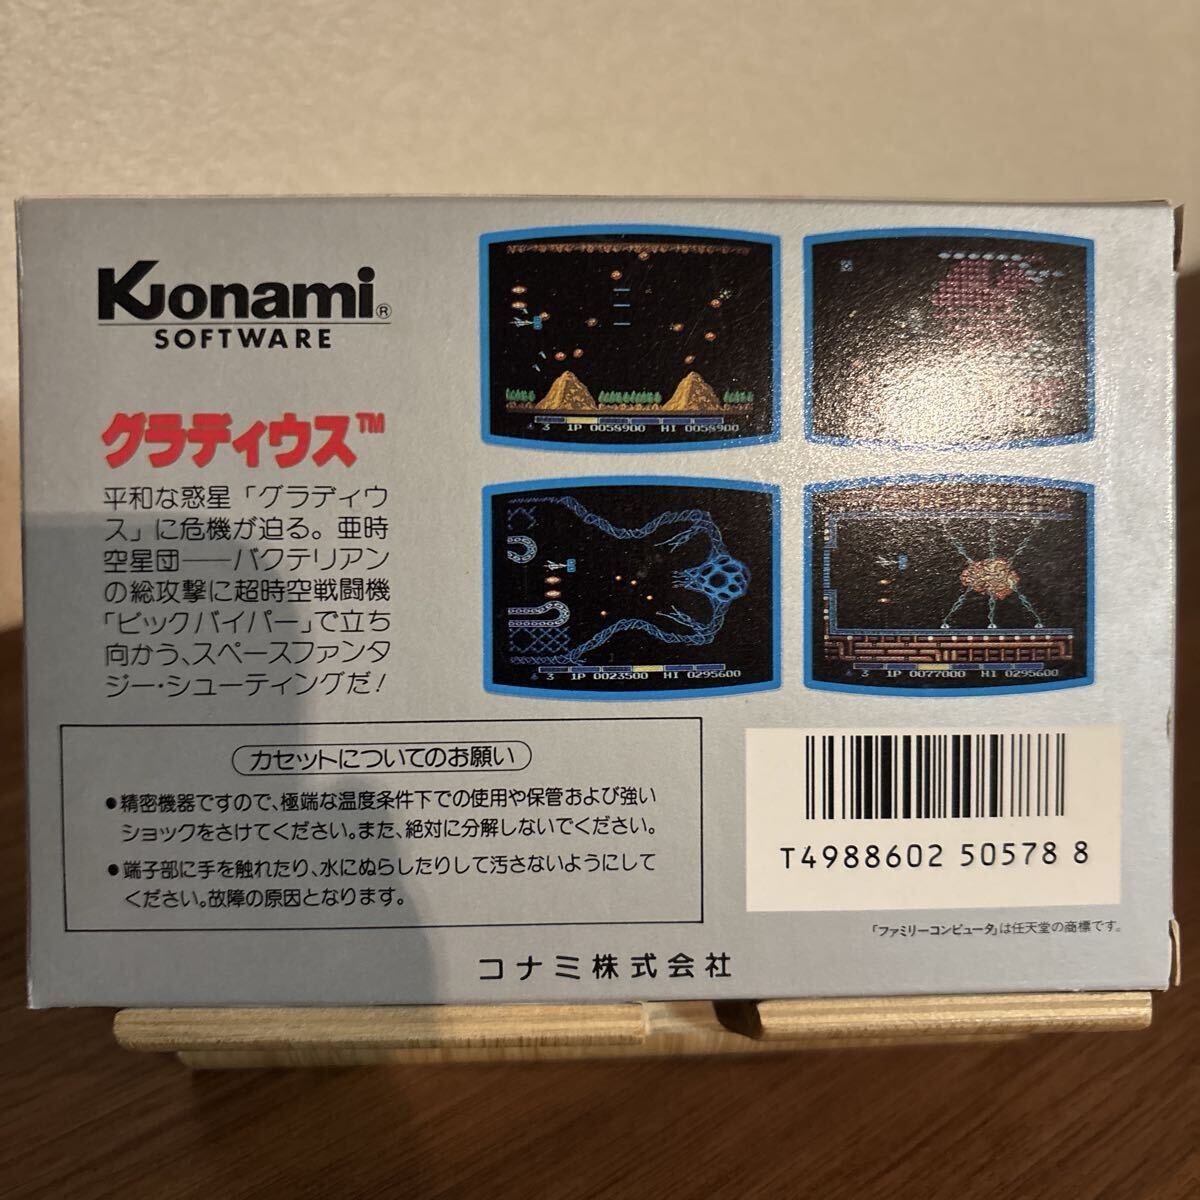 Konami®
SOFTWARE
グラディウス™
平和な惑星「グラディウ
ス」に危機が迫る。亜時
空星団──バクテリアン
の総攻撃に超時空戦闘機
「ビックバイパー」で立ち
向かう、スペースファンタ
ジー・シューティングだ!
3 1P 0058900 HI 0058900
3 1P 0023500 HI 0295600
3 1P 0077000 HI 0295600
カセットについてのお願い
●精密機器ですので、極端な温度条件下での使用や保管および強い
ショックをさけてください。また、絶対に分解しないでください。
●端子部に手を触れたり、水にぬらしたりして汚さないようにして
ください。故障の原因となります。
T4988602 50578 8
「ファミリーコンピュータ」は任天堂の商標です。
コナミ株式会社